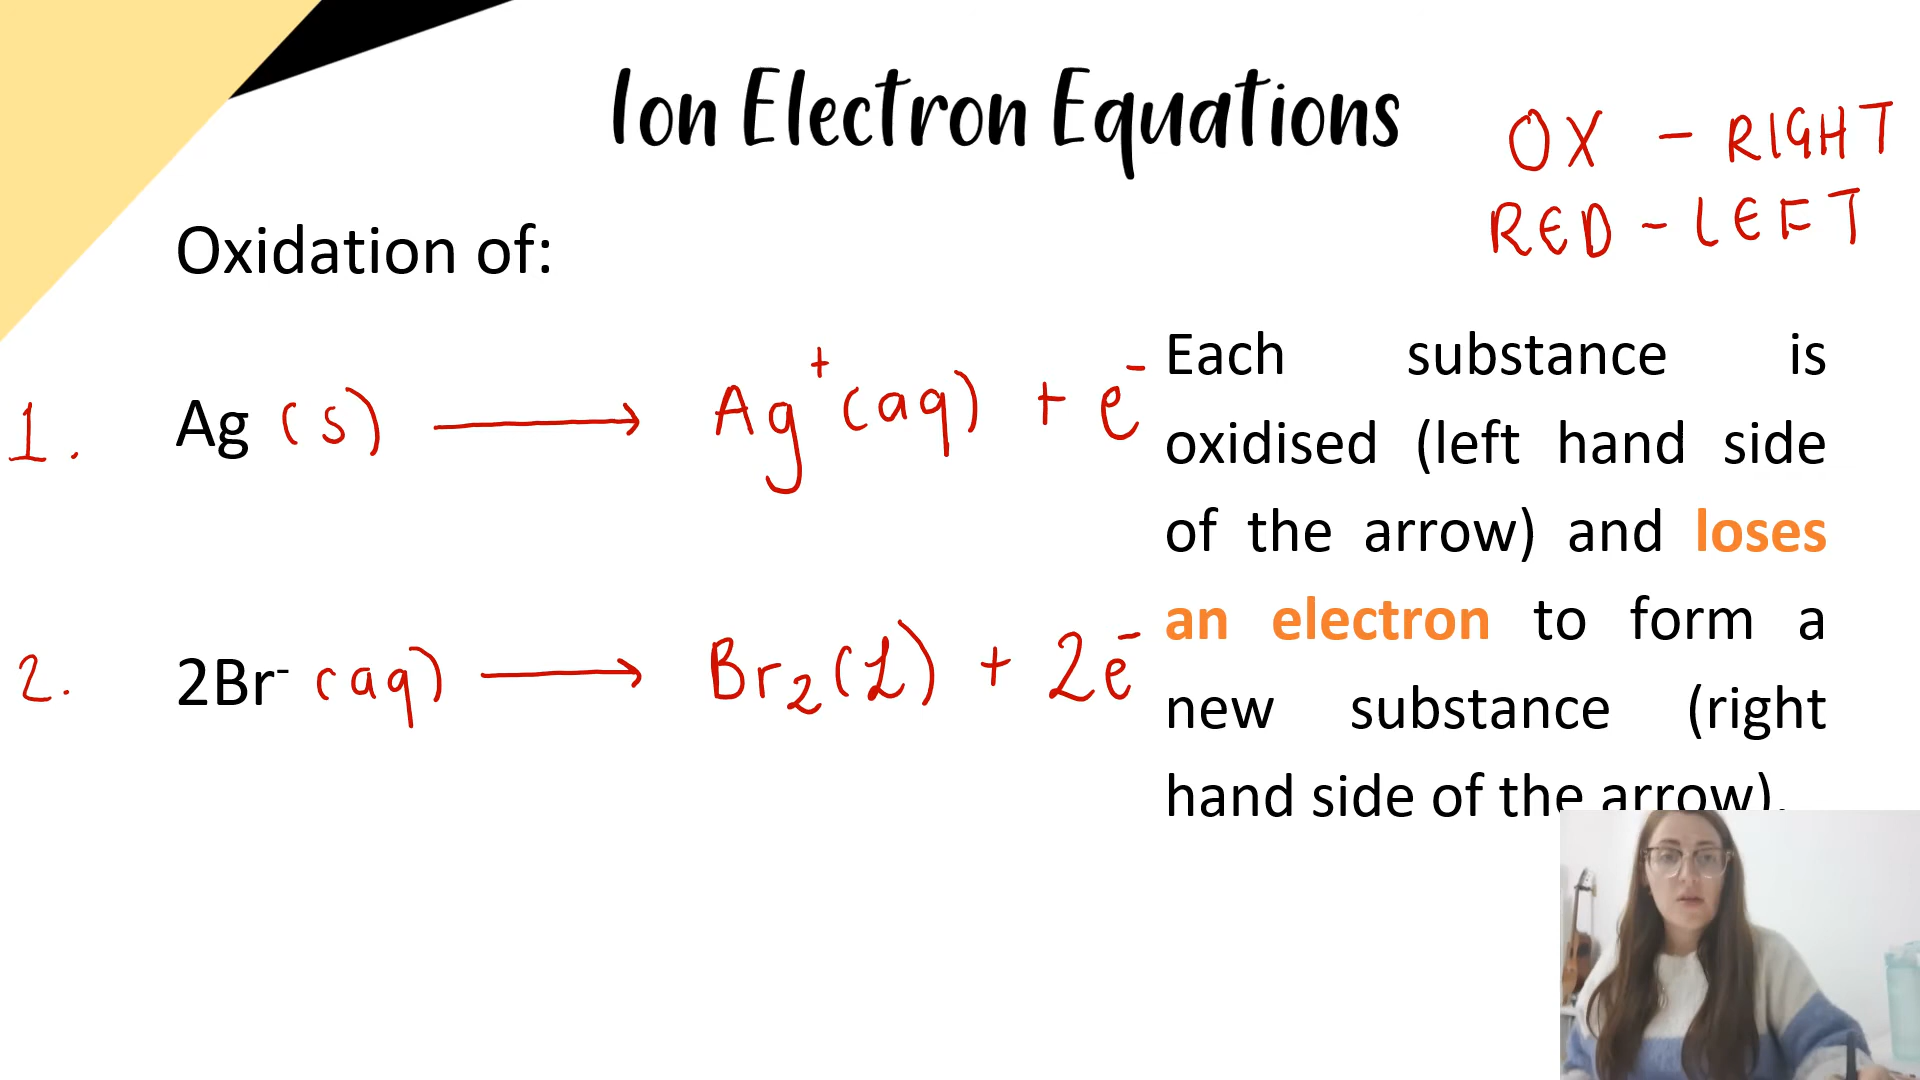 Ion Electron Equations
OX - RIGHT
RED - LEFT
Oxidation of:
1. Ag (s) → Ag⁺ (aq) + e⁻
2. 2Br⁻ (aq) → Br₂ (l) + 2e⁻
Each substance is
oxidised (left hand side
of the arrow) and loses
an electron to form a
new substance (right
hand side of the arrow).